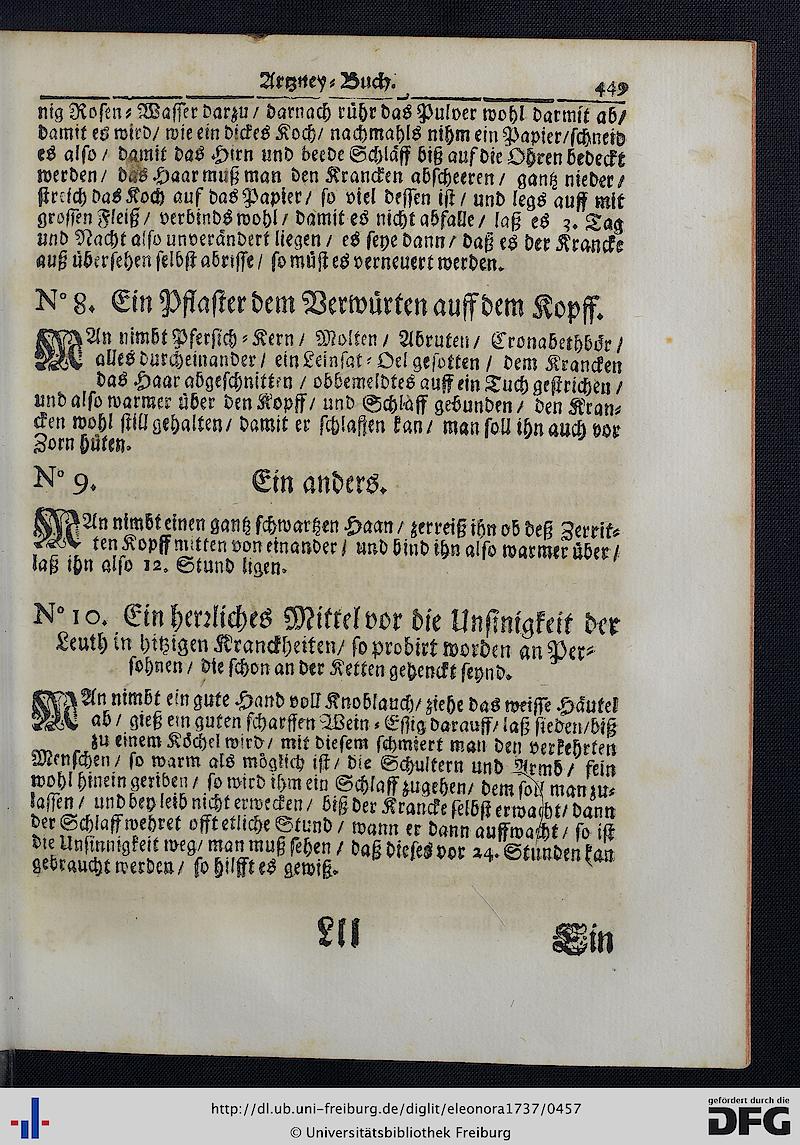 Artzney-Buch. 449
nig Rosen-Wasser darzu / darnach rühr das Pulver wohl darmit ab/
damit es wird/ wie ein dickes Koch/ nachmahls nihm ein Papier/schneid
es also / damit das Hirn und beede Schläff biß auf die Ohren bedeckt
werden / das Haar muß man den Krancken abscheeren / gantz nieder /
streich das Koch auf das Papier / so viel dessen ist / und legs auff mit
grossen Fleiß / verbinds wohl / damit es nicht abfalle / laß es 3. Tag
und Nacht also unverändert liegen / es seye dann / daß es der Krancke
auß übersehen selbst abrisse / so müst es verneuert werden.
No 8. Ein Pflaster dem Verwürten auff dem Kopff.
MAn nimbt Pfersich-Kern / Molten / Abruten / Cronabethbör /
alles durcheinander / ein Leinsat-Oel gesotten / dem Krancken
das Haar abgeschnitten / obbemeldtes auff ein Tuch gestrichen /
und also warmer über den Kopff / und Schläff gebunden / den Kran-
cken wohl still gehalten / damit er schlaffen kan / man soll ihn auch vor
Zorn hüten.
No 9. Ein anders.
MAn nimbt einen gantz schwartzen Haan / zerreiß ihn ob deß Zerrit-
ten Kopff mitten von einander / und bind ihn also warmer über /
laß ihn also 12. Stund ligen.
No 10. Ein herrliches Mittel vor die Unsinigkeit der
Leuth in hitzigen Kranckheiten / so probirt worden an Per-
sohnen / die schon an der Ketten gehenckt seynd.
MAn nimbt ein gute Hand voll Knoblauch / ziehe das weisse Häutel
ab / gieß ein guten scharffen Wein-Essig darauff / laß sieden / biß
zu einem Köchel wird / mit diesem schmiert man den verkehrten
Menschen / so warm als möglich ist / die Schultern und Armb / fein
wohl hinein geriben / so wird ihm ein Schlaff zugehen / dem soll man zu-
lassen / und bey leib nicht erwecken / biß der Krancke selbst erwacht / dann
der Schlaff wehret offt etliche Stund / wann er dann auffwacht / so ist
die Unsinnigkeit weg / man muß sehen / daß dieses vor 24. Stunden kan
gebraucht werden / so hilfft es gewiß.
Lll Ein
http://dl.ub.uni-freiburg.de/diglit/eleonora1737/0457
© Universitätsbibliothek Freiburg
gefördert durch die
DFG